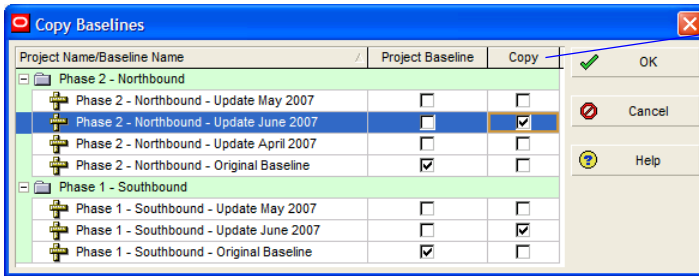 Copy Baselines
Project Name/Baseline Name Project Baseline Copy
Phase 2 - Northbound
Phase 2 - Northbound - Update May 2007
Phase 2 - Northbound - Update June 2007
Phase 2 - Northbound - Update April 2007
Phase 2 - Northbound - Original Baseline
Phase 1 - Southbound
Phase 1 - Southbound - Update May 2007
Phase 1 - Southbound - Update June 2007
Phase 1 - Southbound - Original Baseline
OK
Cancel
Help